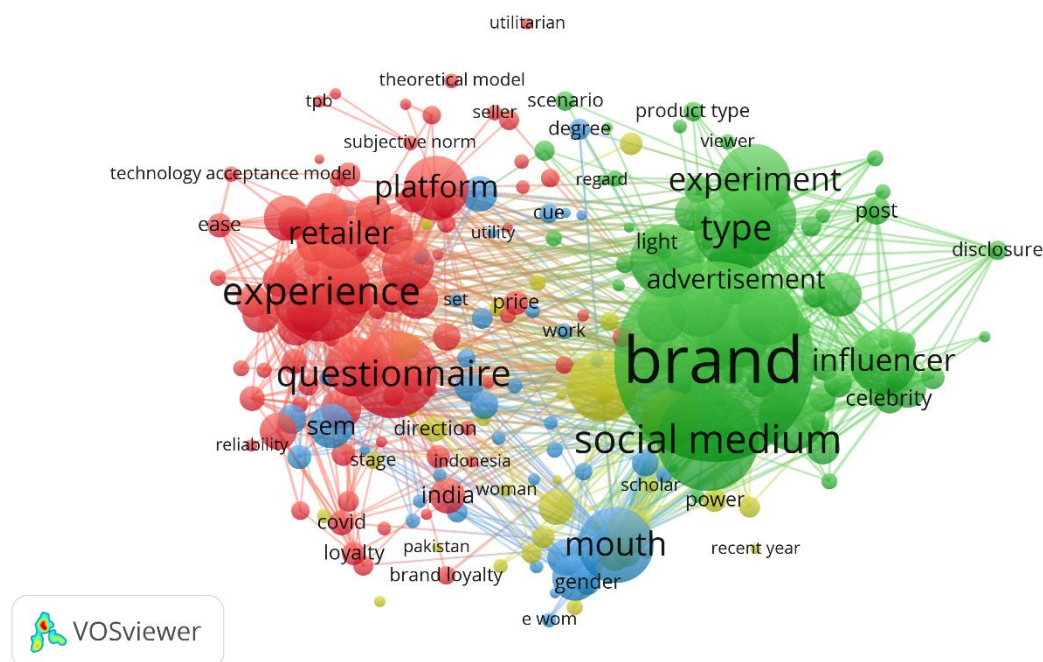 utilitarian
theoretical model
tpb
seller
scenario
product type
degree
subjective norm
viewer
technology acceptance model
platform
regard
experiment
ease
retailer
utility
cue
light
type
post
disclosure
experience
set
price
advertisement
work
brand
influencer
questionnaire
celebrity
sem
direction
social medium
reliability
stage
indonesia
india
woman
scholar
power
covid
loyalty
pakistan
mouth
recent year
brand loyalty
gender
e wom
VOSviewer